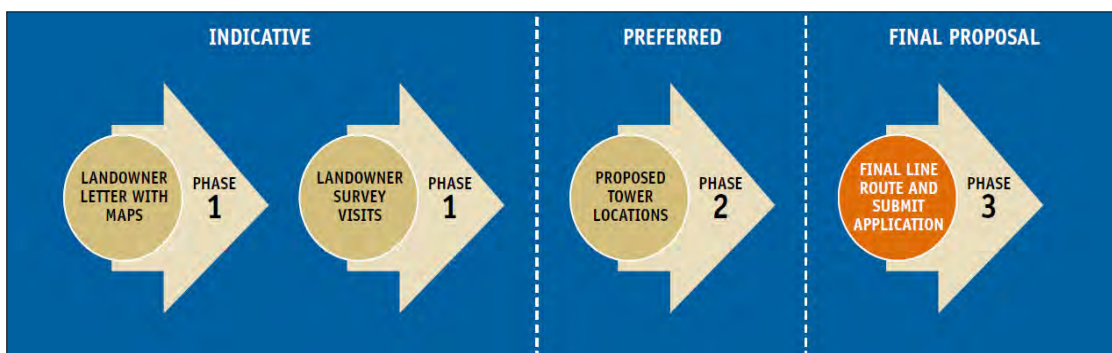 INDICATIVE
LANDOWNER
LETTER WITH
MAPS
PHASE
1
LANDOWNER
SURVEY
VISITS
PHASE
1
PREFERRED
PROPOSED
TOWER
LOCATIONS
PHASE
2
FINAL PROPOSAL
FINAL LINE
ROUTE AND
SUBMIT
APPLICATION
PHASE
3